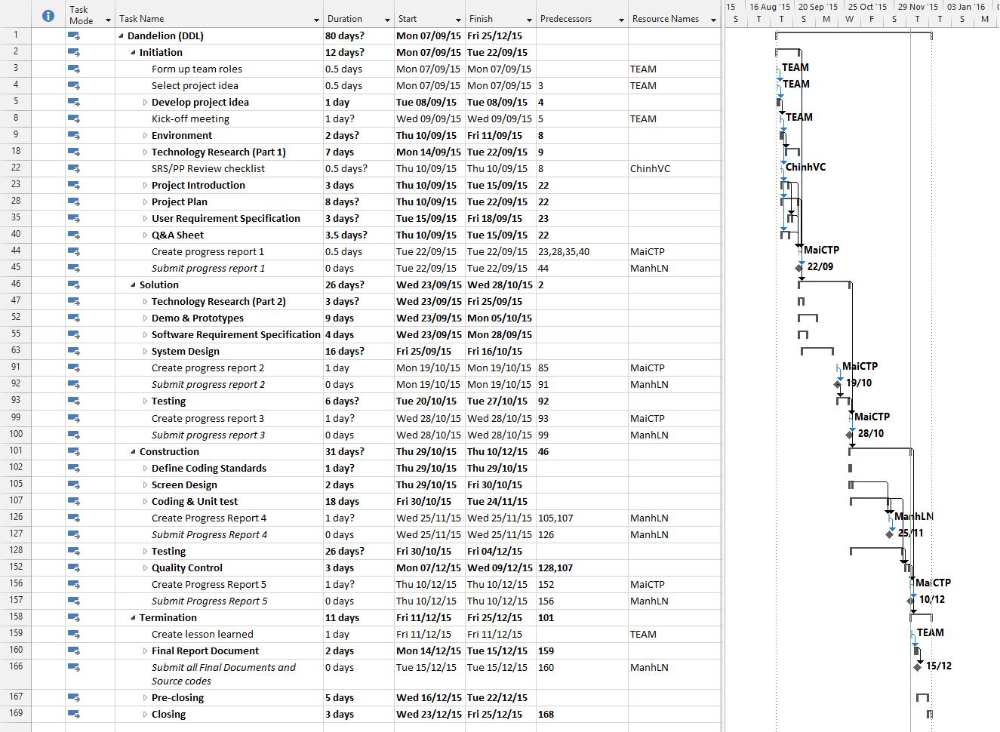 15 16 Aug '15 20 Sep '15 25 Oct '15 29 Nov '15 03 Jan '16
Task Mode Task Name Duration Start Finish Predecessors Resource Names S T T S M W F S T S M T
1 Dandelion (DDL) 80 days? Mon 07/09/15 Fri 25/12/15
2 Initiation 12 days? Mon 07/09/15 Tue 22/09/15
3 Form up team roles 0.5 days Mon 07/09/15 Mon 07/09/15 TEAM TEAM
4 Select project idea 0.5 days Mon 07/09/15 Mon 07/09/15 3 TEAM TEAM
5 Develop project idea 1 day Tue 08/09/15 Tue 08/09/15 4
8 Kick-off meeting 1 day? Wed 09/09/15 Wed 09/09/15 5 TEAM TEAM
9 Environment 2 days? Thu 10/09/15 Fri 11/09/15 8
18 Technology Research (Part 1) 7 days Mon 14/09/15 Tue 22/09/15 9
22 SRS/PP Review checklist 0.5 days? Thu 10/09/15 Thu 10/09/15 8 ChinhVC ChinhVC
23 Project Introduction 3 days Thu 10/09/15 Tue 15/09/15 22
28 Project Plan 8 days? Thu 10/09/15 Tue 22/09/15 22
35 User Requirement Specification 3 days? Tue 15/09/15 Fri 18/09/15 23
40 Q&A Sheet 3.5 days? Thu 10/09/15 Tue 15/09/15 22
44 Create progress report 1 0.5 days Tue 22/09/15 Tue 22/09/15 23,28,35,40 MaiCTP MaiCTP
45 Submit progress report 1 0 days Tue 22/09/15 Tue 22/09/15 44 ManhLN 22/09
46 Solution 26 days? Wed 23/09/15 Wed 28/10/15 2
47 Technology Research (Part 2) 3 days? Wed 23/09/15 Fri 25/09/15
52 Demo & Prototypes 9 days Wed 23/09/15 Mon 05/10/15
55 Software Requirement Specification 4 days Wed 23/09/15 Mon 28/09/15
63 System Design 16 days? Fri 25/09/15 Fri 16/10/15
91 Create progress report 2 1 day Mon 19/10/15 Mon 19/10/15 85 MaiCTP MaiCTP
92 Submit progress report 2 0 days Mon 19/10/15 Mon 19/10/15 91 ManhLN 19/10
93 Testing 6 days? Tue 20/10/15 Tue 27/10/15 92
99 Create progress report 3 1 day? Wed 28/10/15 Wed 28/10/15 93 MaiCTP MaiCTP
100 Submit progress report 3 0 days Wed 28/10/15 Wed 28/10/15 99 ManhLN 28/10
101 Construction 31 days? Thu 29/10/15 Thu 10/12/15 46
102 Define Coding Standards 1 day? Thu 29/10/15 Thu 29/10/15
105 Screen Design 2 days Thu 29/10/15 Fri 30/10/15
107 Coding & Unit test 18 days Fri 30/10/15 Tue 24/11/15
126 Create Progress Report 4 1 day? Wed 25/11/15 Wed 25/11/15 105,107 ManhLN ManhLN
127 Submit Progress Report 4 0 days Wed 25/11/15 Wed 25/11/15 126 ManhLN 25/11
128 Testing 26 days? Fri 30/10/15 Fri 04/12/15
152 Quality Control 3 days Mon 07/12/15 Wed 09/12/15 128,107
156 Create Progress Report 5 1 day? Thu 10/12/15 Thu 10/12/15 152 MaiCTP MaiCTP
157 Submit Progress Report 5 0 days Thu 10/12/15 Thu 10/12/15 156 ManhLN 10/12
158 Termination 11 days Fri 11/12/15 Fri 25/12/15 101
159 Create lesson learned 1 day Fri 11/12/15 Fri 11/12/15 TEAM TEAM
160 Final Report Document 2 days Mon 14/12/15 Tue 15/12/15 159
166 Submit all Final Documents and 0 days Tue 15/12/15 Tue 15/12/15 160 ManhLN 15/12
Source codes
167 Pre-closing 5 days Wed 16/12/15 Tue 22/12/15
169 Closing 3 days Wed 23/12/15 Fri 25/12/15 168